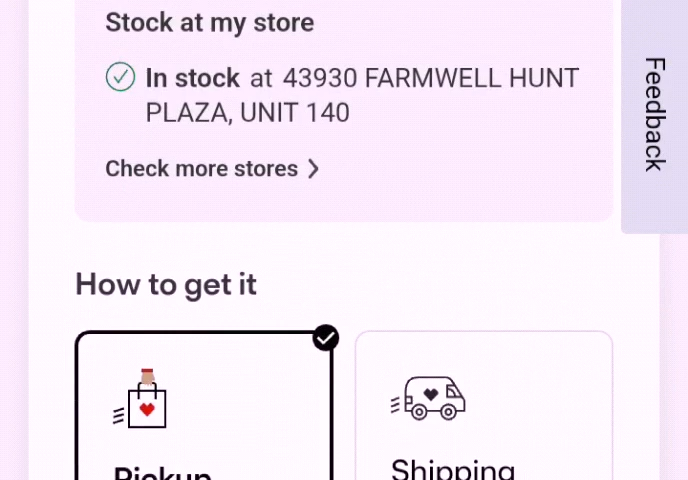 Stock at my store
In stock at 43930 FARMWELL HUNT
PLAZA, UNIT 140
Check more stores
Feedback
How to get it
Pickup
Shipping